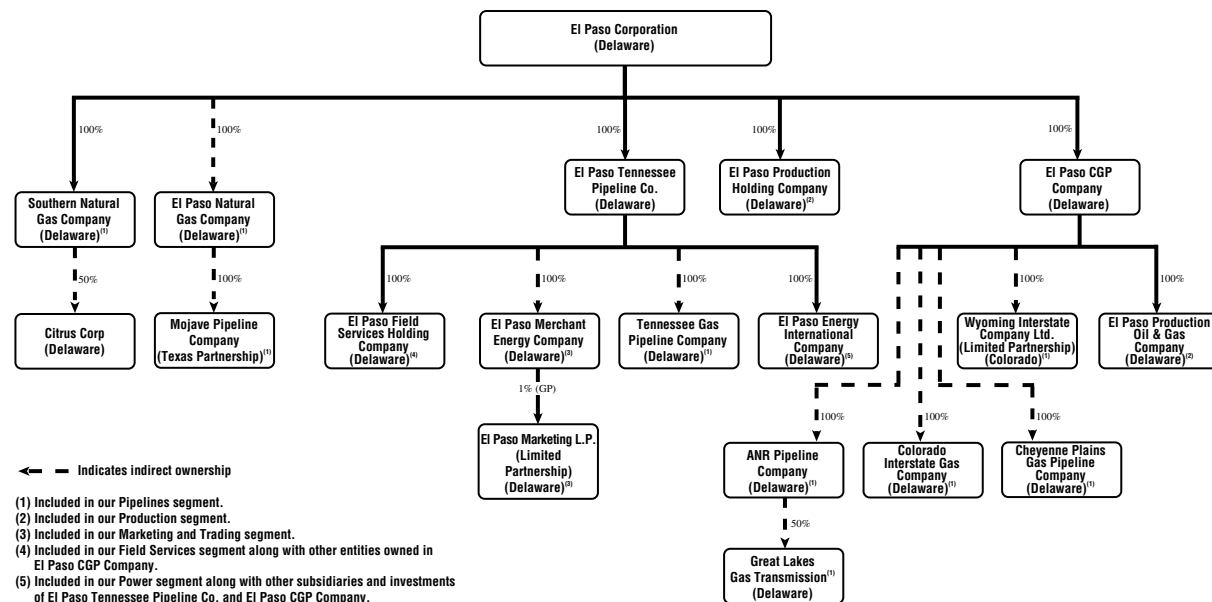 El Paso Corporation
(Delaware)
100%
100%
100%
100%
100%
Southern Natural
Gas Company
(Delaware)(1)
El Paso Natural
Gas Company
(Delaware)(1)
El Paso Tennessee
Pipeline Co.
(Delaware)
El Paso Production
Holding Company
(Delaware)(2)
El Paso CGP
Company
(Delaware)
50%
100%
100%
100%
100%
100%
100%
100%
Citrus Corp
(Delaware)
Mojave Pipeline
Company
(Texas Partnership)(1)
El Paso Field
Services Holding
Company
(Delaware)(4)
El Paso Merchant
Energy Company
(Delaware)(3)
Tennessee Gas
Pipeline Company
(Delaware)(1)
El Paso Energy
International
Company
(Delaware)(5)
Wyoming Interstate
Company Ltd.
(Limited Partnership)
(Colorado)(1)
El Paso Production
Oil & Gas
Company
(Delaware)(2)
1% (GP)
100%
100%
100%
El Paso Marketing L.P.
(Limited
Partnership)
(Delaware)(3)
ANR Pipeline
Company
(Delaware)(1)
Colorado
Interstate Gas
Company
(Delaware)(1)
Cheyenne Plains
Gas Pipeline
Company
(Delaware)(1)
50%
Great Lakes
Gas Transmission(1)
(Delaware)
Indicates indirect ownership
(1) Included in our Pipelines segment.
(2) Included in our Production segment.
(3) Included in our Marketing and Trading segment.
(4) Included in our Field Services segment along with other entities owned in
El Paso CGP Company.
(5) Included in our Power segment along with other subsidiaries and investments
of El Paso Tennessee Pipeline Co. and El Paso CGP Company.